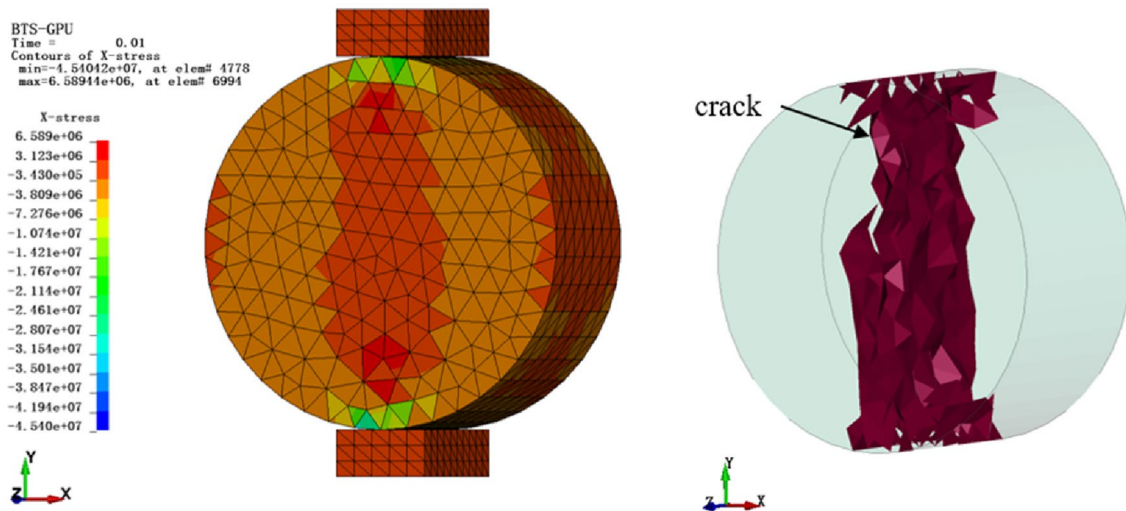 BTS-GPU
Time =        0.01
Contours of X-stress
min=-4.54042e+07, at elem# 4778
max=6.58944e+06, at elem# 6994
X-stress
6.589e+06
3.123e+06
-3.430e+05
-3.809e+06
-7.276e+06
-1.074e+07
-1.421e+07
-1.767e+07
-2.114e+07
-2.461e+07
-2.807e+07
-3.154e+07
-3.501e+07
-3.847e+07
-4.194e+07
-4.540e+07
Y
Z X
crack
Y
Z X